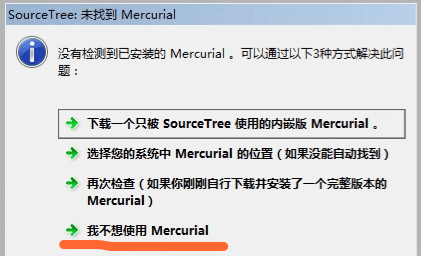 SourceTree: 未找到 Mercurial
没有检测到已安装的 Mercurial 。可以通过以下3种方式解决此问
题：
下载一个只被 SourceTree 使用的内嵌版 Mercurial 。
选择您的系统中 Mercurial 的位置（如果没能自动找到）
再次检查（如果你刚刚自行下载并安装了一个完整版本的
Mercurial）
我不想使用 Mercurial